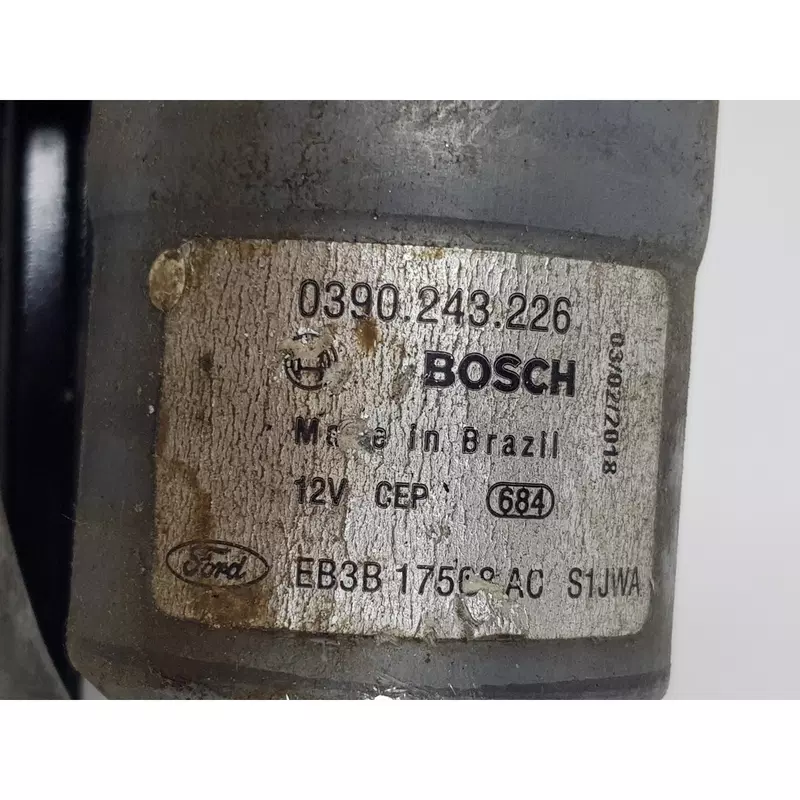 0390.243.226
BOSCH
03/02/2018
in Brazil
12V CEP
684
Ford
EB3B AC S1JWA